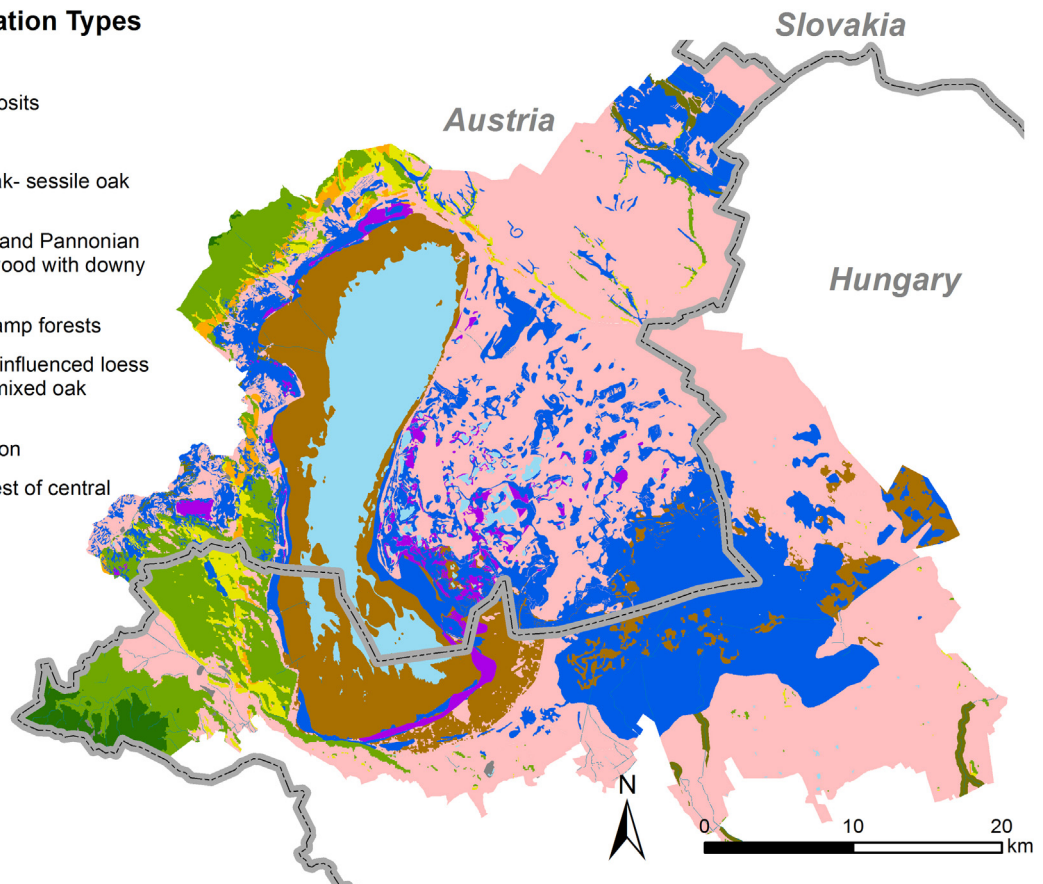 ation Types
osits
ak- sessile oak
and Pannonian
ood with downy
amp forests
influenced loess
mixed oak
on
est of central
Slovakia
Austria
Hungary
N
0 10 20
km